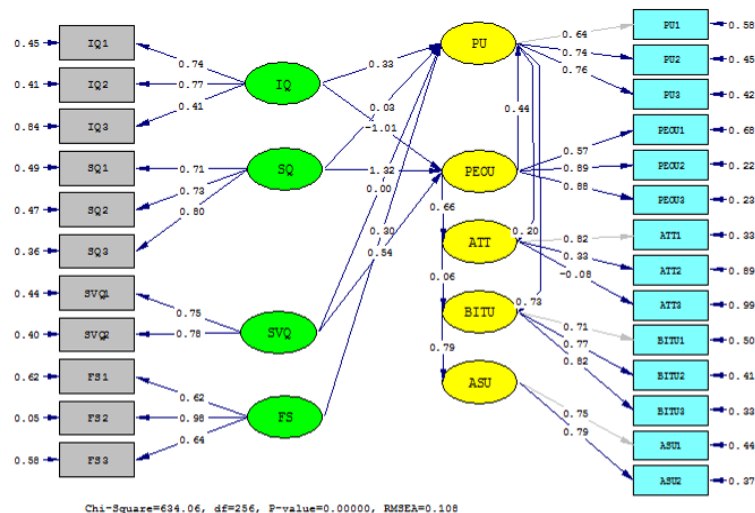 0.45 IQ1
0.41 IQ2
0.84 IQ3
0.49 SQ1
0.47 SQ2
0.36 SQ3
0.44 SVQ1
0.40 SVQ2
0.62 FS1
0.05 FS2
0.58 FS3
0.74
0.77
0.41
0.71
0.73
0.80
0.75
0.78
0.62
0.98
0.64
IQ
SQ
SVQ
FS
0.33
0.03
-1.01
1.32
0.00
0.30
0.54
0.44
0.66
0.20
0.06
0.73
0.79
PU
PEOU
ATT
BITU
ASU
0.64
0.74
0.76
0.57
0.89
0.88
0.82
0.33
-0.08
0.71
0.77
0.82
0.75
0.79
PU1 0.58
PU2 0.45
PU3 0.42
PEOU1 0.68
PEOU2 0.22
PEOU3 0.23
ATT1 0.33
ATT2 0.89
ATT3 0.99
BITU1 0.50
BITU2 0.41
BITU3 0.33
ASU1 0.44
ASU2 0.37
Chi-Square=634.06, df=256, P-value=0.00000, RMSEA=0.108